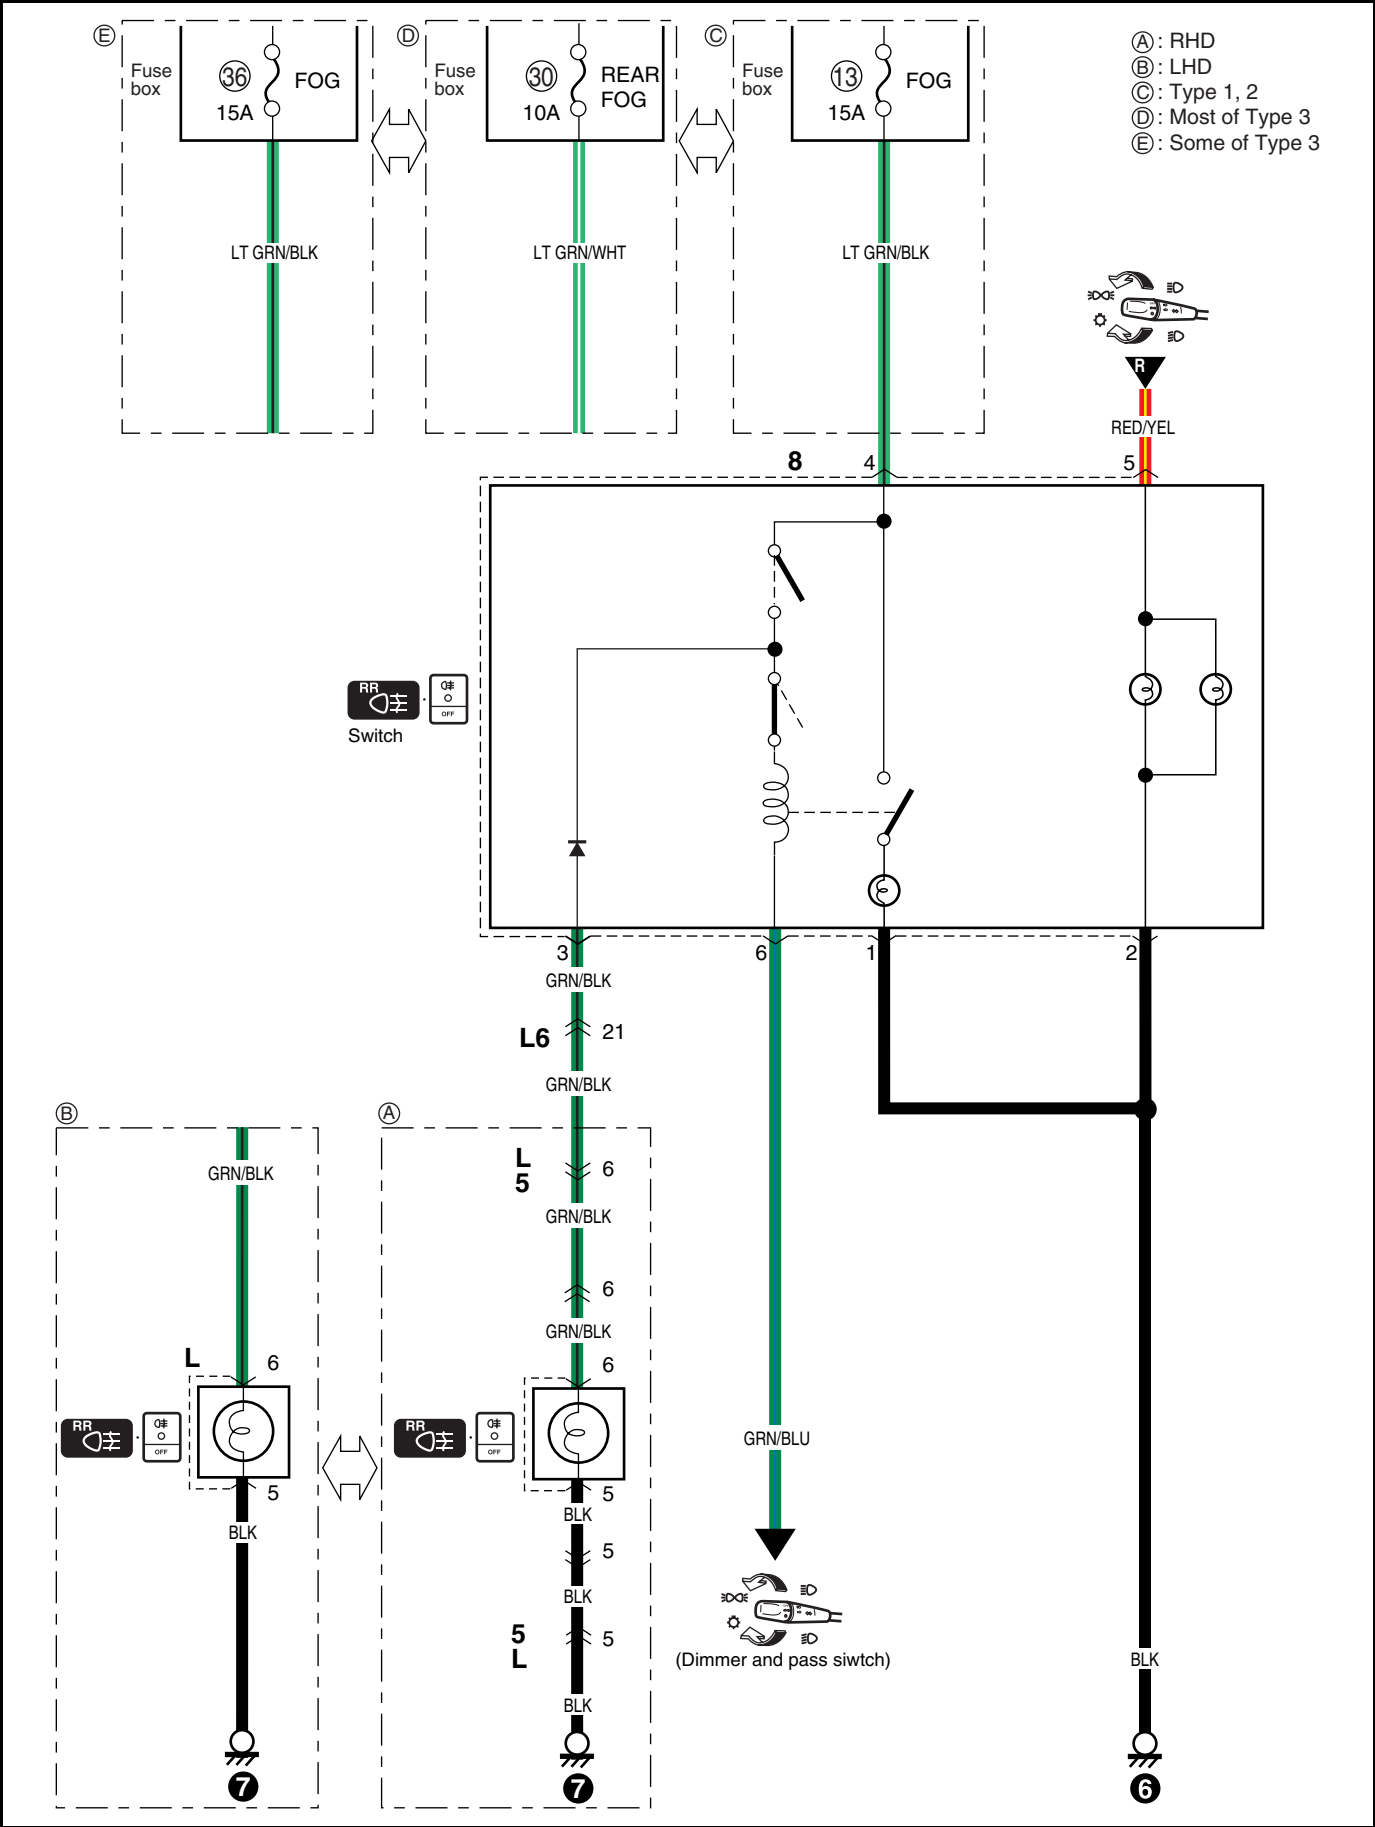 E
D
C
Fuse
box
36
15A
FOG
Fuse
box
30
10A
REAR
FOG
Fuse
box
13
15A
FOG
A : RHD
B : LHD
C : Type 1, 2
D : Most of Type 3
E : Some of Type 3
LT GRN/BLK
LT GRN/WHT
LT GRN/BLK
R
RED/YEL
8
4
5
RR
OFF
Switch
3
6
1
2
GRN/BLK
L6
21
GRN/BLK
B
A
GRN/BLK
L
5
6
GRN/BLK
6
GRN/BLK
L
6
6
RR
OFF
RR
OFF
GRN/BLU
5
5
BLK
BLK
5
BLK
5
L
5
BLK
(Dimmer and pass siwtch)
BLK
7
7
6